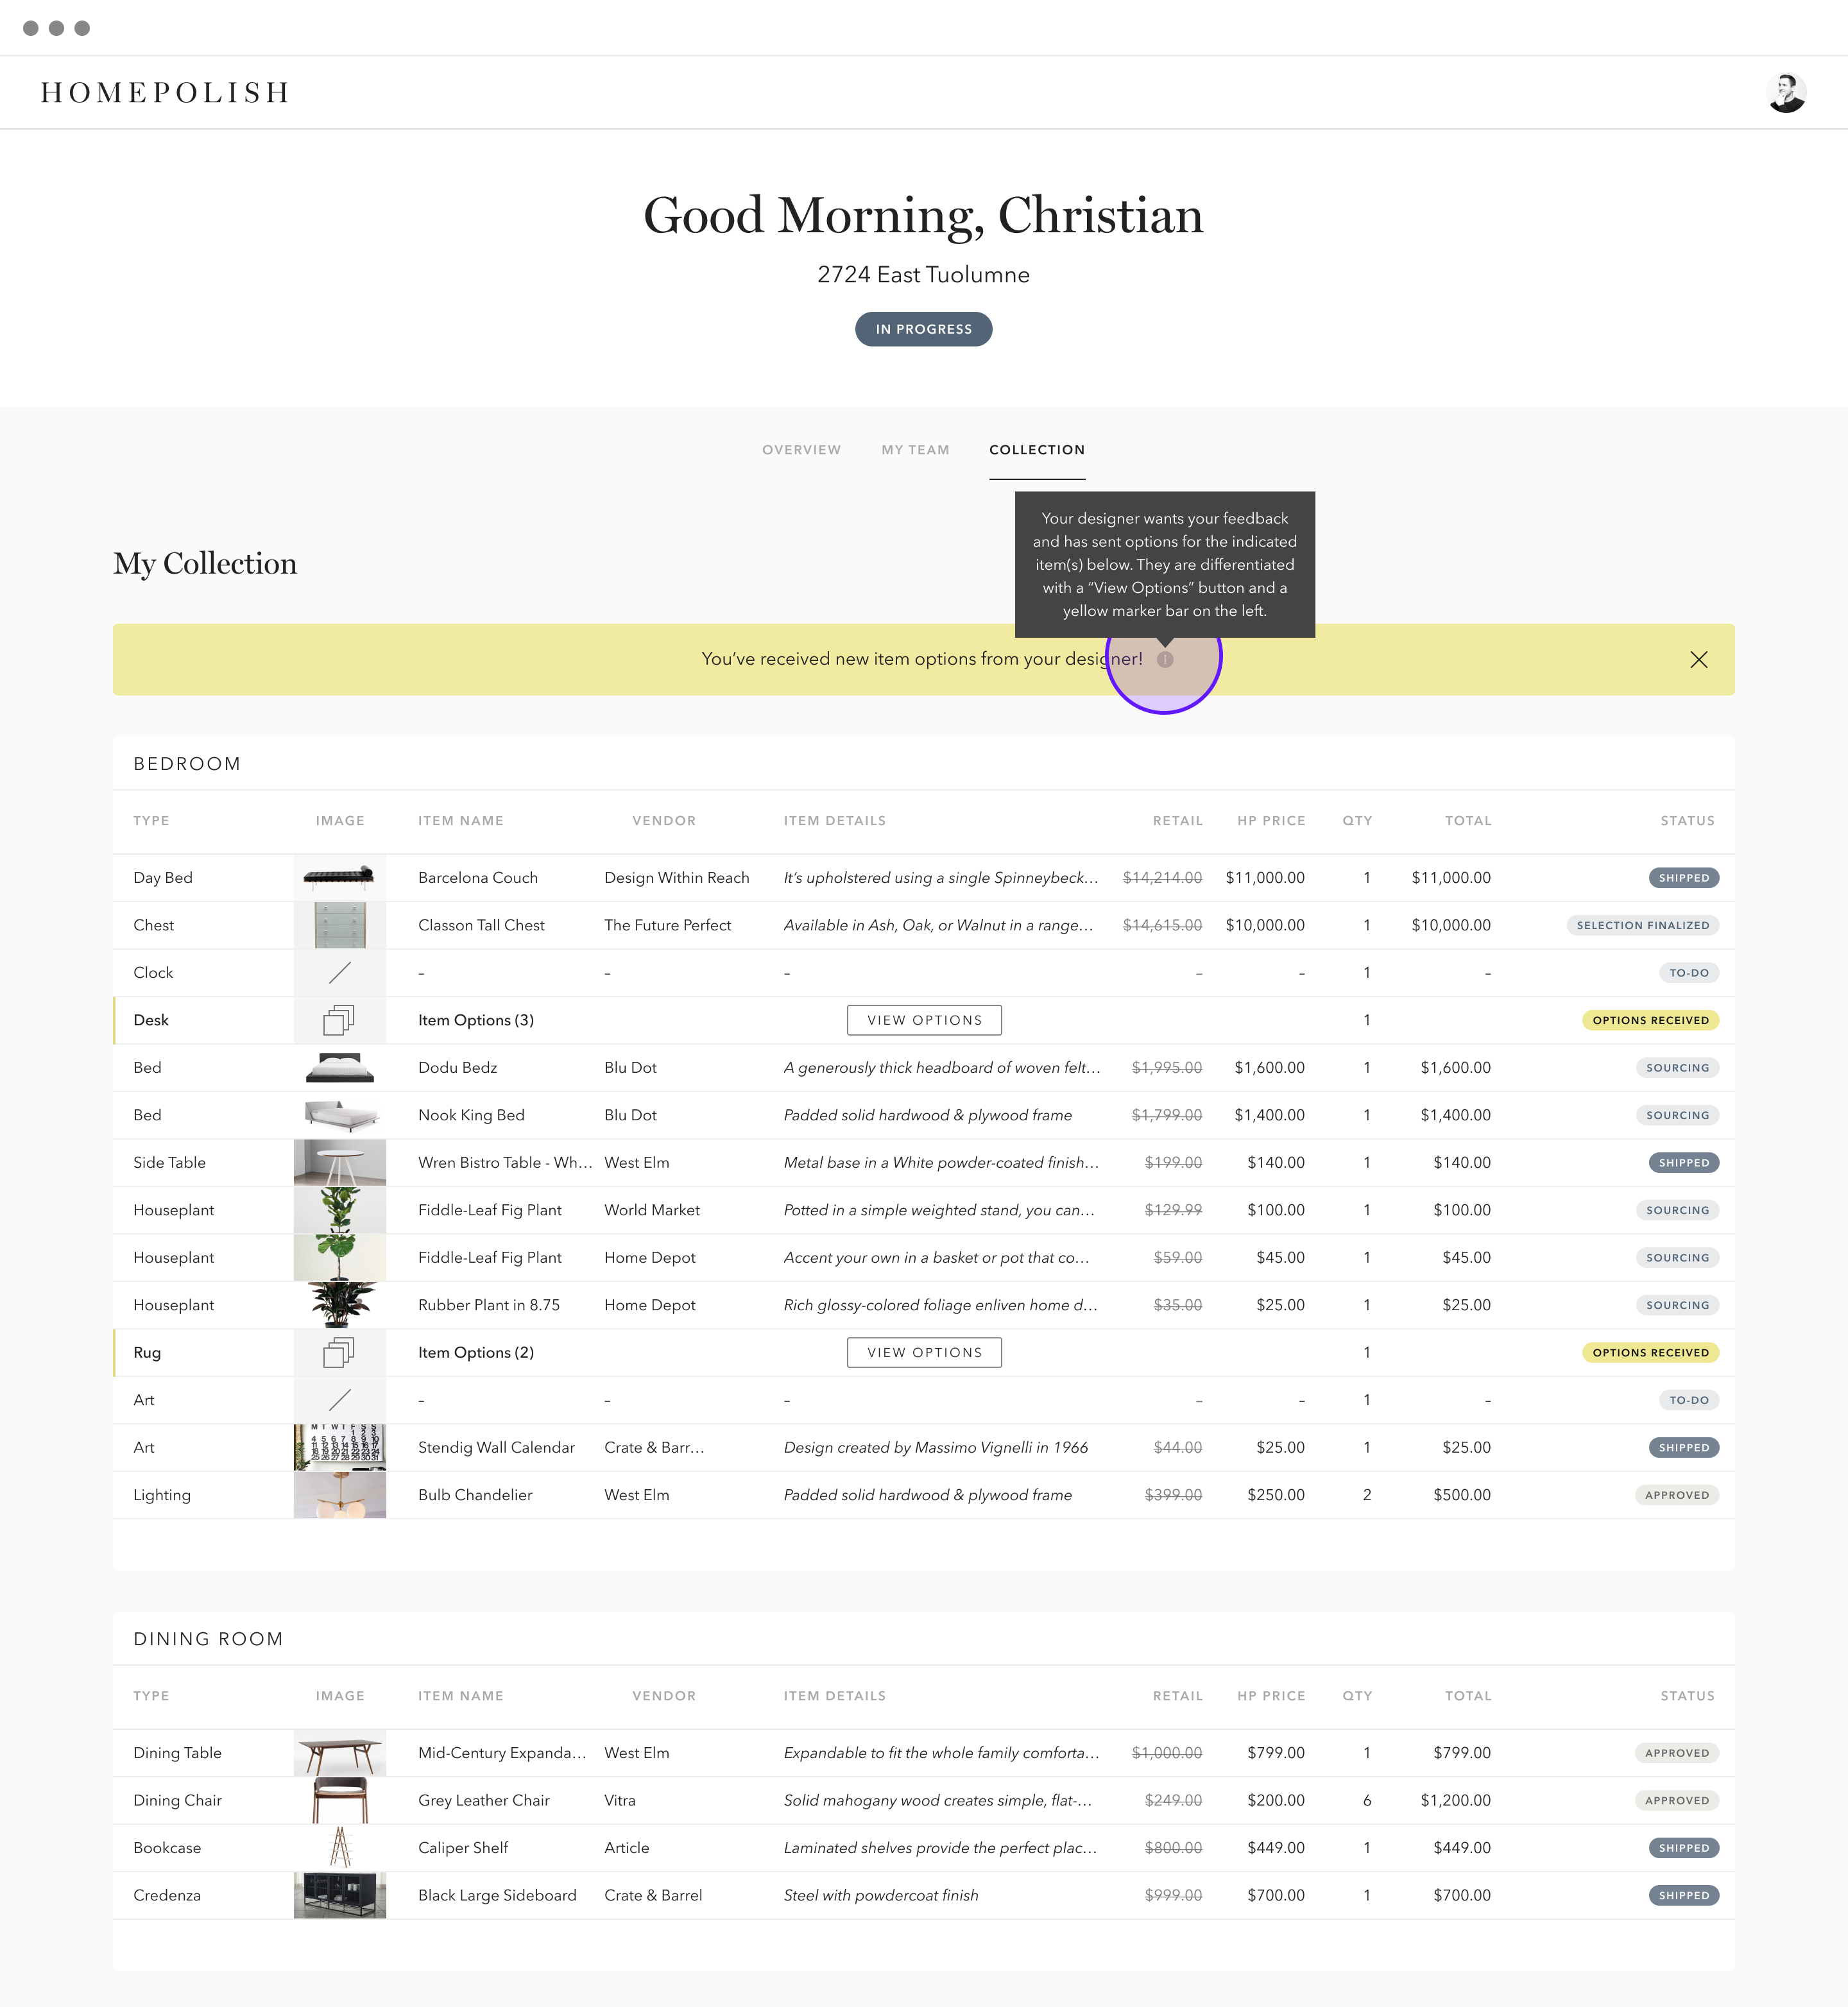 HOMEPOLISH
Good Morning, Christian
2724 East Tuolumne
IN PROGRESS
OVERVIEW MY TEAM COLLECTION
Your designer wants your feedback
and has sent options for the indicated
item(s) below. They are differentiated
with a “View Options” button and a
yellow marker bar on the left.
My Collection
You’ve received new item options from your designer! i
BEDROOM
TYPE IMAGE ITEM NAME VENDOR ITEM DETAILS RETAIL HP PRICE QTY TOTAL STATUS
Day Bed Barcelona Couch Design Within Reach It’s upholstered using a single Spinneybeck… $14,214.00 $11,000.00 1 $11,000.00 SHIPPED
Chest Classon Tall Chest The Future Perfect Available in Ash, Oak, or Walnut in a range… $14,615.00 $10,000.00 1 $10,000.00 SELECTION FINALIZED
Clock – – – – – 1 – TO-DO
Desk Item Options (3) VIEW OPTIONS 1 OPTIONS RECEIVED
Bed Dodu Bedz Blu Dot A generously thick headboard of woven felt… $1,995.00 $1,600.00 1 $1,600.00 SOURCING
Bed Nook King Bed Blu Dot Padded solid hardwood & plywood frame $1,799.00 $1,400.00 1 $1,400.00 SOURCING
Side Table Wren Bistro Table - Wh… West Elm Metal base in a White powder-coated finish… $199.00 $140.00 1 $140.00 SHIPPED
Houseplant Fiddle-Leaf Fig Plant World Market Potted in a simple weighted stand, you can… $129.99 $100.00 1 $100.00 SOURCING
Houseplant Fiddle-Leaf Fig Plant Home Depot Accent your own in a basket or pot that co… $59.00 $45.00 1 $45.00 SOURCING
Houseplant Rubber Plant in 8.75 Home Depot Rich glossy-colored foliage enliven home d… $35.00 $25.00 1 $25.00 SOURCING
Rug Item Options (2) VIEW OPTIONS 1 OPTIONS RECEIVED
Art – – – – – 1 – TO-DO
Art Stendig Wall Calendar Crate & Barr… Design created by Massimo Vignelli in 1966 $44.00 $25.00 1 $25.00 SHIPPED
Lighting Bulb Chandelier West Elm Padded solid hardwood & plywood frame $399.00 $250.00 2 $500.00 APPROVED
DINING ROOM
TYPE IMAGE ITEM NAME VENDOR ITEM DETAILS RETAIL HP PRICE QTY TOTAL STATUS
Dining Table Mid-Century Expanda… West Elm Expandable to fit the whole family comforta… $1,000.00 $799.00 1 $799.00 APPROVED
Dining Chair Grey Leather Chair Vitra Solid mahogany wood creates simple, flat-… $249.00 $200.00 6 $1,200.00 APPROVED
Bookcase Caliper Shelf Article Laminated shelves provide the perfect plac… $800.00 $449.00 1 $449.00 SHIPPED
Credenza Black Large Sideboard Crate & Barrel Steel with powdercoat finish $999.00 $700.00 1 $700.00 SHIPPED